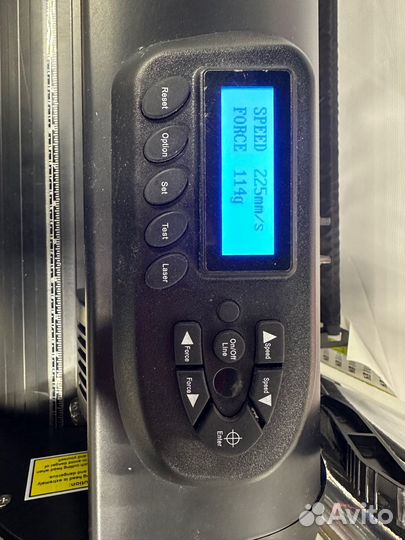 SPEED 225mm/s
FORCE 114g
Reset
Option
Set
Test
Laser
On/Off
Line
Speed
Speed
Force
Force
Enter
Avito